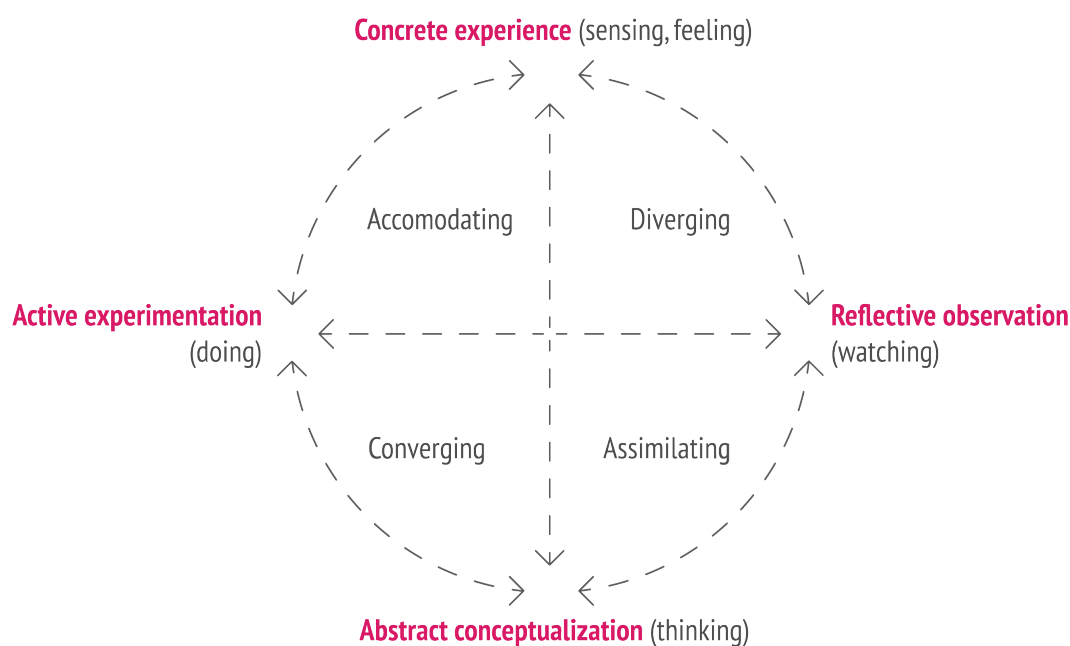 Concrete experience (sensing, feeling)
Accomodating
Diverging
Active experimentation
(doing)
Reflective observation
(watching)
Converging
Assimilating
Abstract conceptualization (thinking)